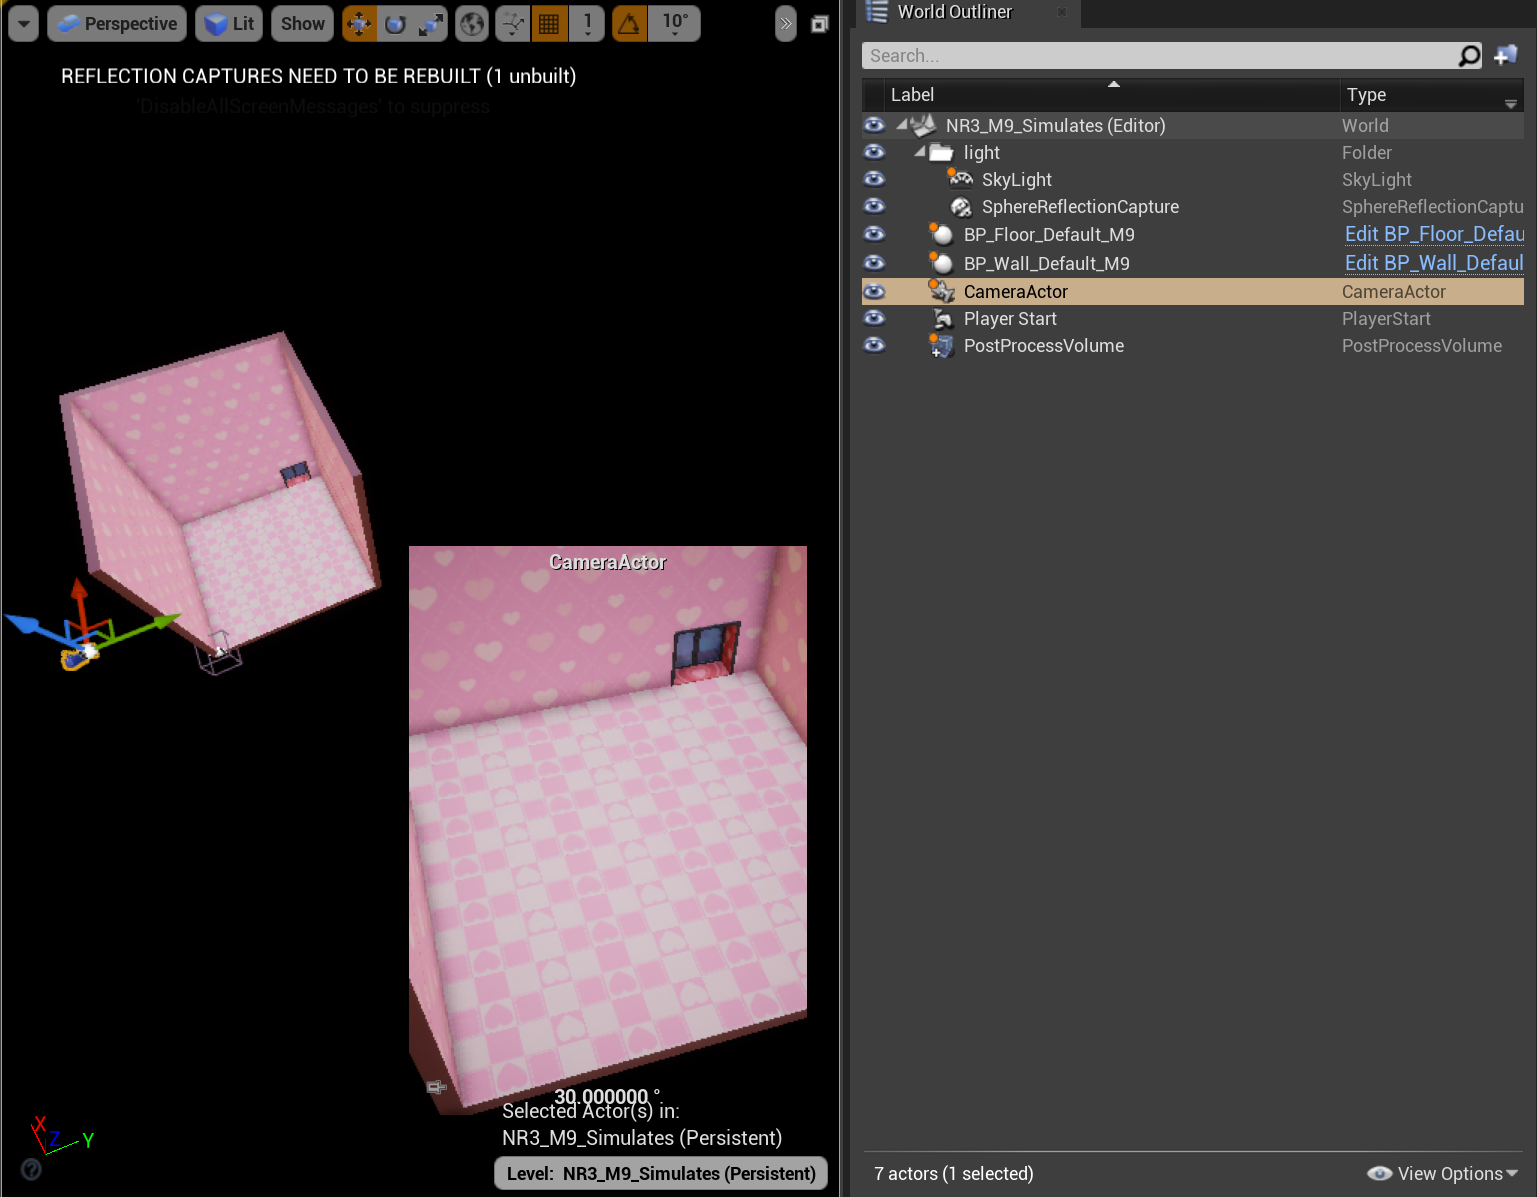 Perspective Lit Show 1 10°
REFLECTION CAPTURES NEED TO BE REBUILT (1 unbuilt)
'DisableAllScreenMessages' to suppress
CameraActor
30.000000 °
Selected Actor(s) in:
NR3_M9_Simulates (Persistent)
Level: NR3_M9_Simulates (Persistent)
X
Z
Y
World Outliner
Search...
Label Type
NR3_M9_Simulates (Editor) World
light Folder
SkyLight SkyLight
SphereReflectionCapture SphereReflectionCaptu
BP_Floor_Default_M9 Edit BP_Floor_Defau
BP_Wall_Default_M9 Edit BP_Wall_Defaul
CameraActor CameraActor
Player Start PlayerStart
PostProcessVolume PostProcessVolume
7 actors (1 selected) View Options